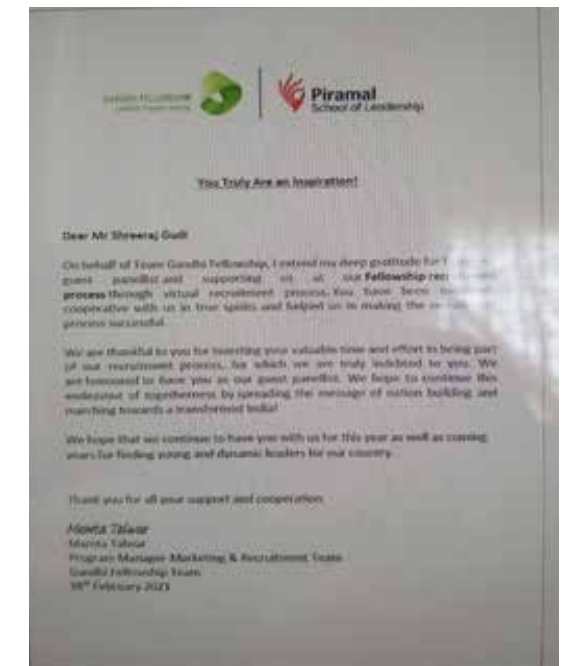 GANDHI FELLOWSHIP
Piramal
School of Leadership
You Truly Are an Inspiration!
Dear Mr Shreeraj Gudi
On behalf of Team Gandhi Fellowship, I extend my deep gratitude for
guest panellist and supporting us at our Fellowship
process through virtual recruitment process. You have been
cooperative with us in true spirits and helped us in making the
process successful.
We are thankful to you for investing your valuable time and effort in being part
of our recruitment process, for which we are truly indebted to you. We
are honoured to have you as our guest panellist. We hope to continue this
endeavour of togetherness by spreading the message of nation building and
marching towards a transformed India!
We hope that we continue to have you with us for this year as well as coming
years for finding young and dynamic leaders for our country.
Thank you for all your support and cooperation
Mamta Talwar
Mamta Talwar
Program Manager Marketing & Recruitment Team
Gandhi Fellowship Team
February 2021